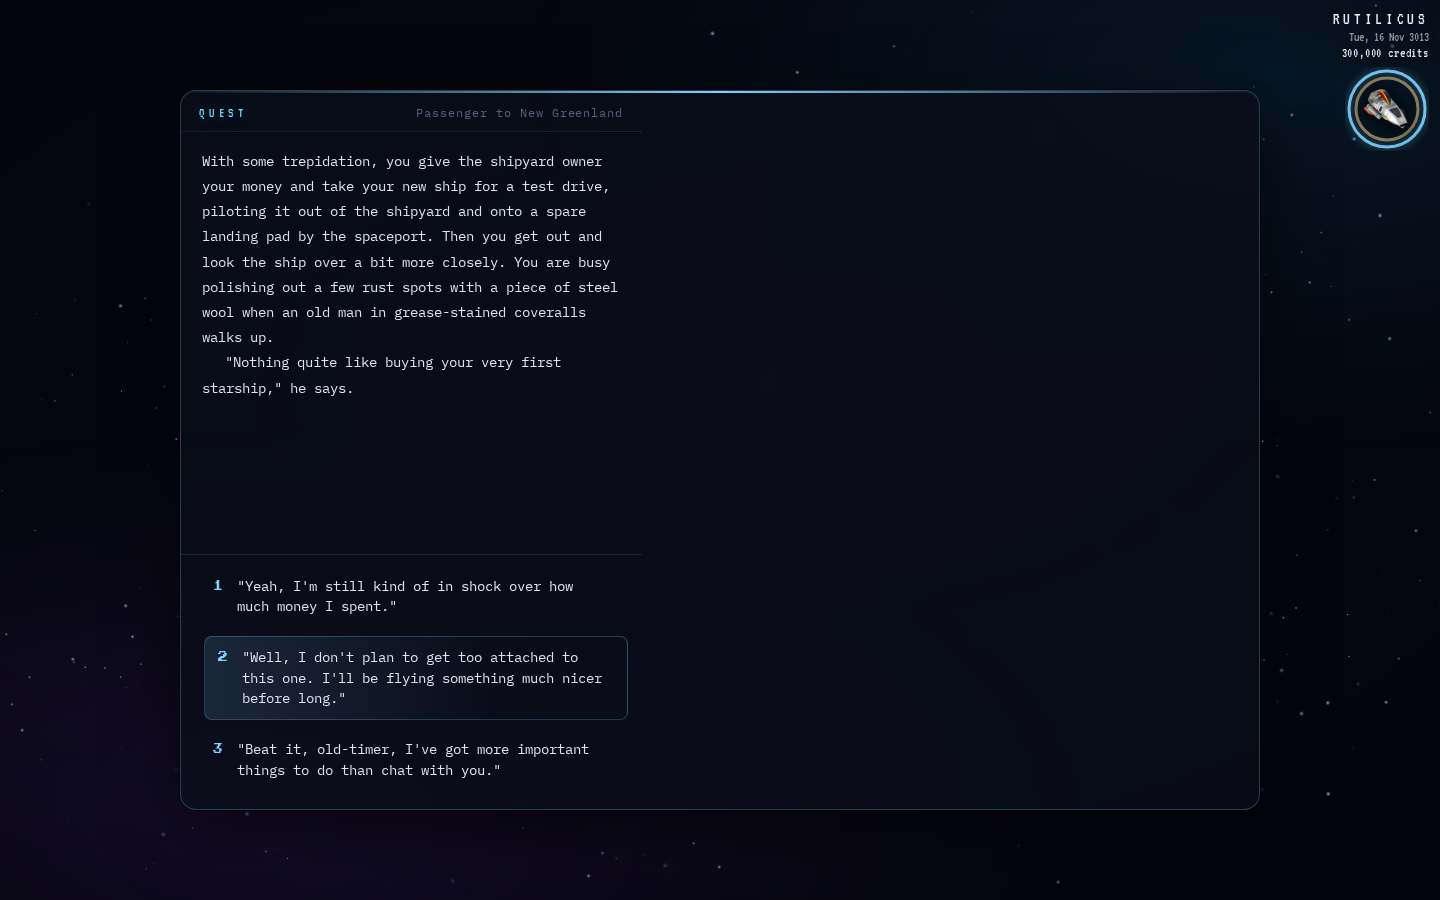 RUTILICUS
Tue, 16 Nov 3013
300,000 credits
QUEST
Passenger to New Greenland
With some trepidation, you give the shipyard owner
your money and take your new ship for a test drive,
piloting it out of the shipyard and onto a spare
landing pad by the spaceport. Then you get out and
look the ship over a bit more closely. You are busy
polishing out a few rust spots with a piece of steel
wool when an old man in grease-stained coveralls
walks up.
"Nothing quite like buying your very first
starship," he says.
1 "Yeah, I'm still kind of in shock over how
much money I spent."
2 "Well, I don't plan to get too attached to
this one. I'll be flying something much nicer
before long."
3 "Beat it, old-timer, I've got more important
things to do than chat with you."